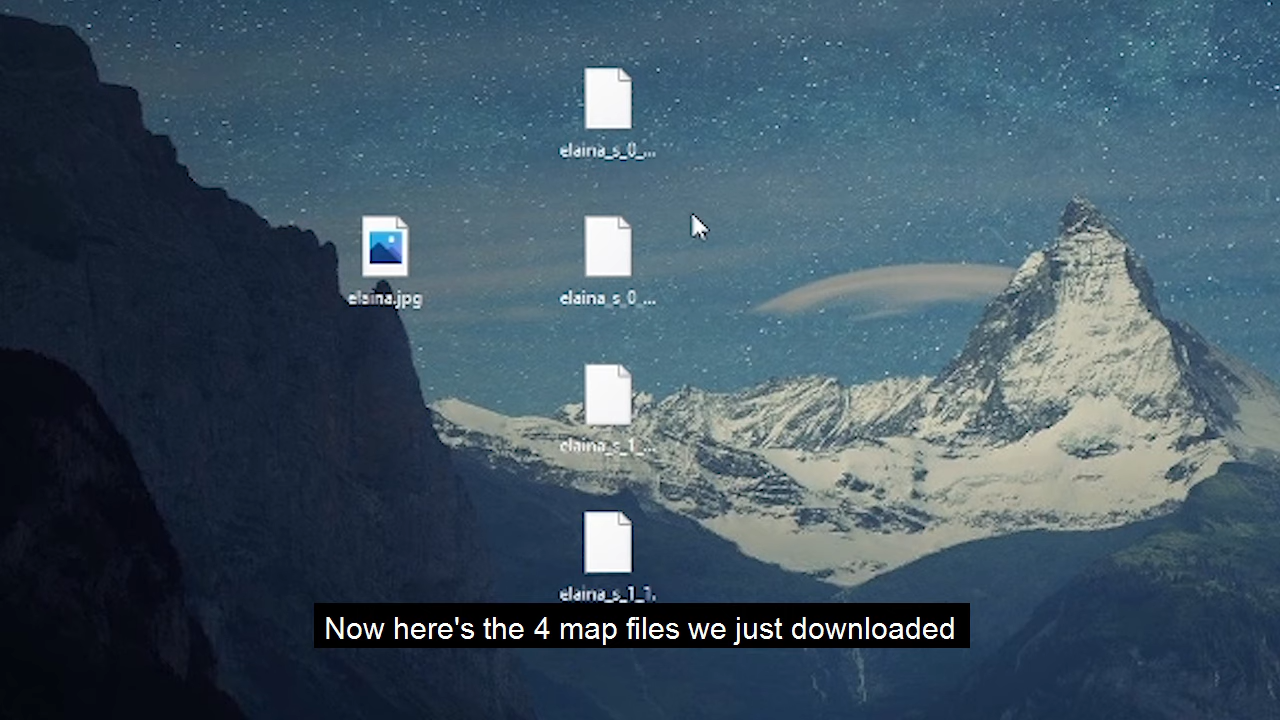 elaina_s_0_...
elaina.jpg
elaina_s_0_...
elaina_s_1_...
elaina_s_1_1.
Now here's the 4 map files we just downloaded